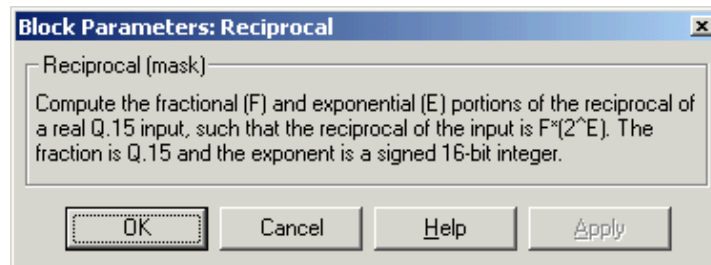 Block Parameters: Reciprocal
Reciprocal (mask)
Compute the fractional (F) and exponential (E) portions of the reciprocal of
a real Q.15 input, such that the reciprocal of the input is F*(2^E). The
fraction is Q.15 and the exponent is a signed 16-bit integer.
OK Cancel Help Apply